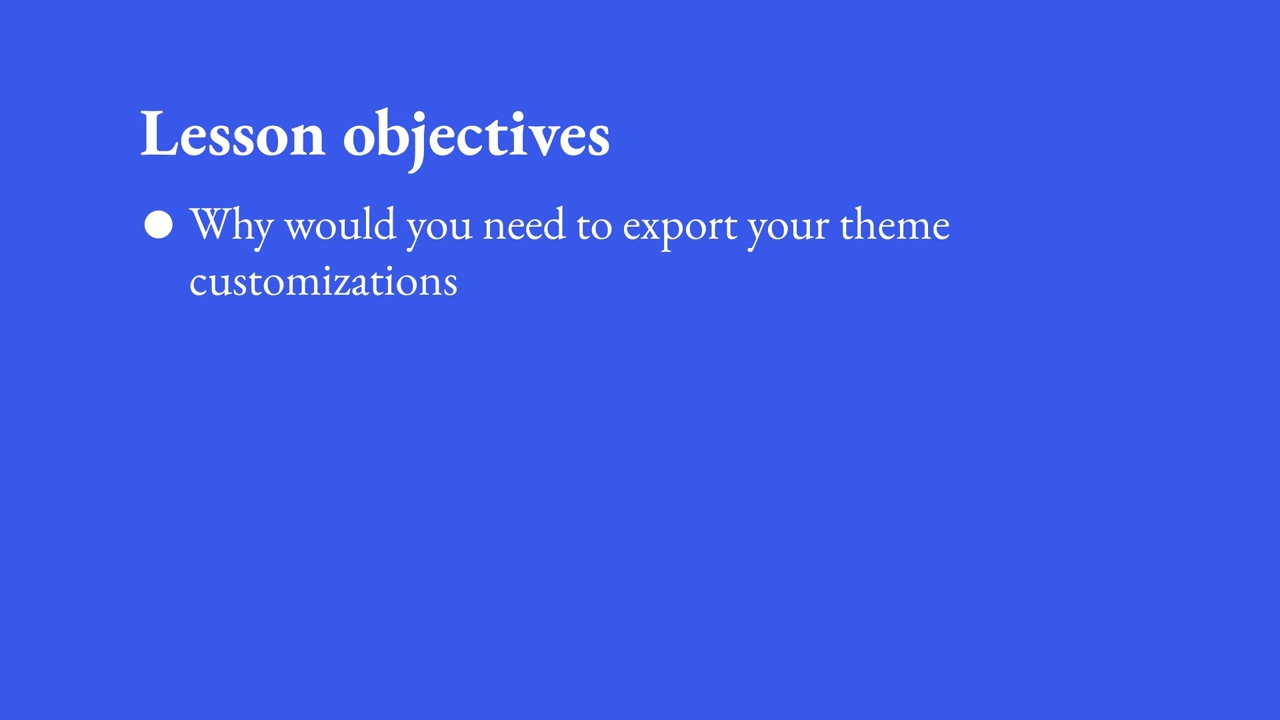 Lesson objectives
● Why would you need to export your theme
customizations